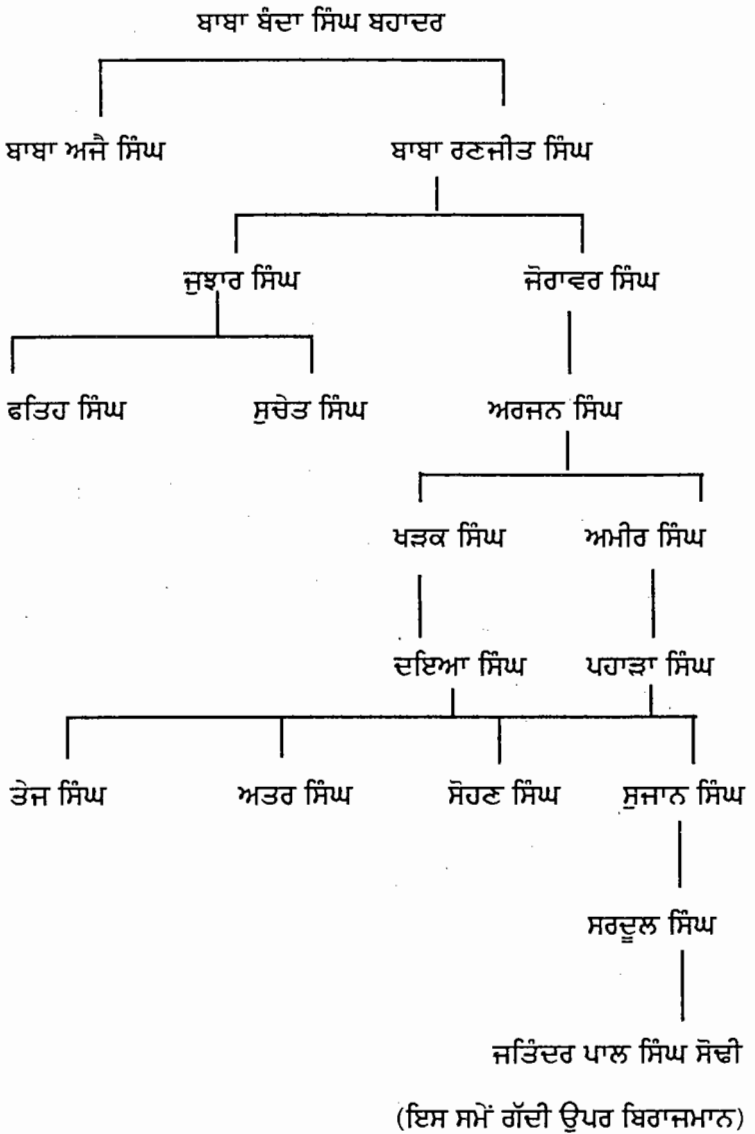 ਬਾਬਾ ਬੰਦਾ ਸਿੰਘ ਬਹਾਦਰ
ਬਾਬਾ ਅਜੈ ਸਿੰਘ ਬਾਬਾ ਰਣਜੀਤ ਸਿੰਘ
ਜੁਝਾਰ ਸਿੰਘ ਜੋਰਾਵਰ ਸਿੰਘ
ਫਤਿਹ ਸਿੰਘ ਸੁਚੇਤ ਸਿੰਘ ਅਰਜਨ ਸਿੰਘ
ਖੜਕ ਸਿੰਘ ਅਮੀਰ ਸਿੰਘ
ਦਇਆ ਸਿੰਘ ਪਹਾੜਾ ਸਿੰਘ
ਤੇਜ ਸਿੰਘ ਅਤਰ ਸਿੰਘ ਸੋਹਣ ਸਿੰਘ ਸੁਜਾਨ ਸਿੰਘ
ਸਰਦੂਲ ਸਿੰਘ
ਜਤਿੰਦਰ ਪਾਲ ਸਿੰਘ ਸੋਢੀ
(ਇਸ ਸਮੇਂ ਗੱਦੀ ਉਪਰ ਬਿਰਾਜਮਾਨ)